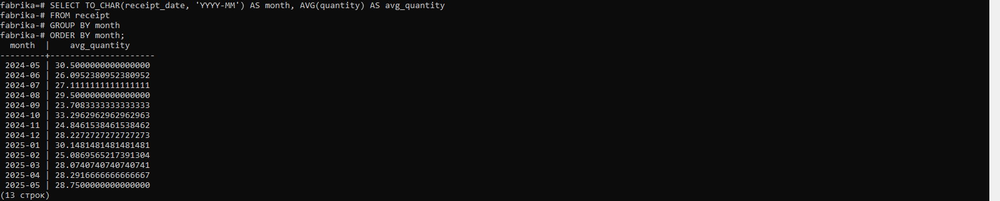 fabrika=# SELECT TO_CHAR(receipt_date, 'YYYY-MM') AS month, AVG(quantity) AS avg_quantity
fabrika-# FROM receipt
fabrika-# GROUP BY month
fabrika-# ORDER BY month;
  month  |    avg_quantity
---------+---------------------
 2024-05 | 30.5000000000000000
 2024-06 | 26.0952380952380952
 2024-07 | 27.1111111111111111
 2024-08 | 29.5000000000000000
 2024-09 | 23.7083333333333333
 2024-10 | 33.2962962962962963
 2024-11 | 24.8461538461538462
 2024-12 | 28.2272727272727273
 2025-01 | 30.1481481481481481
 2025-02 | 25.0869565217391304
 2025-03 | 28.0740740740740741
 2025-04 | 28.2916666666666667
 2025-05 | 28.7500000000000000
(13 строк)